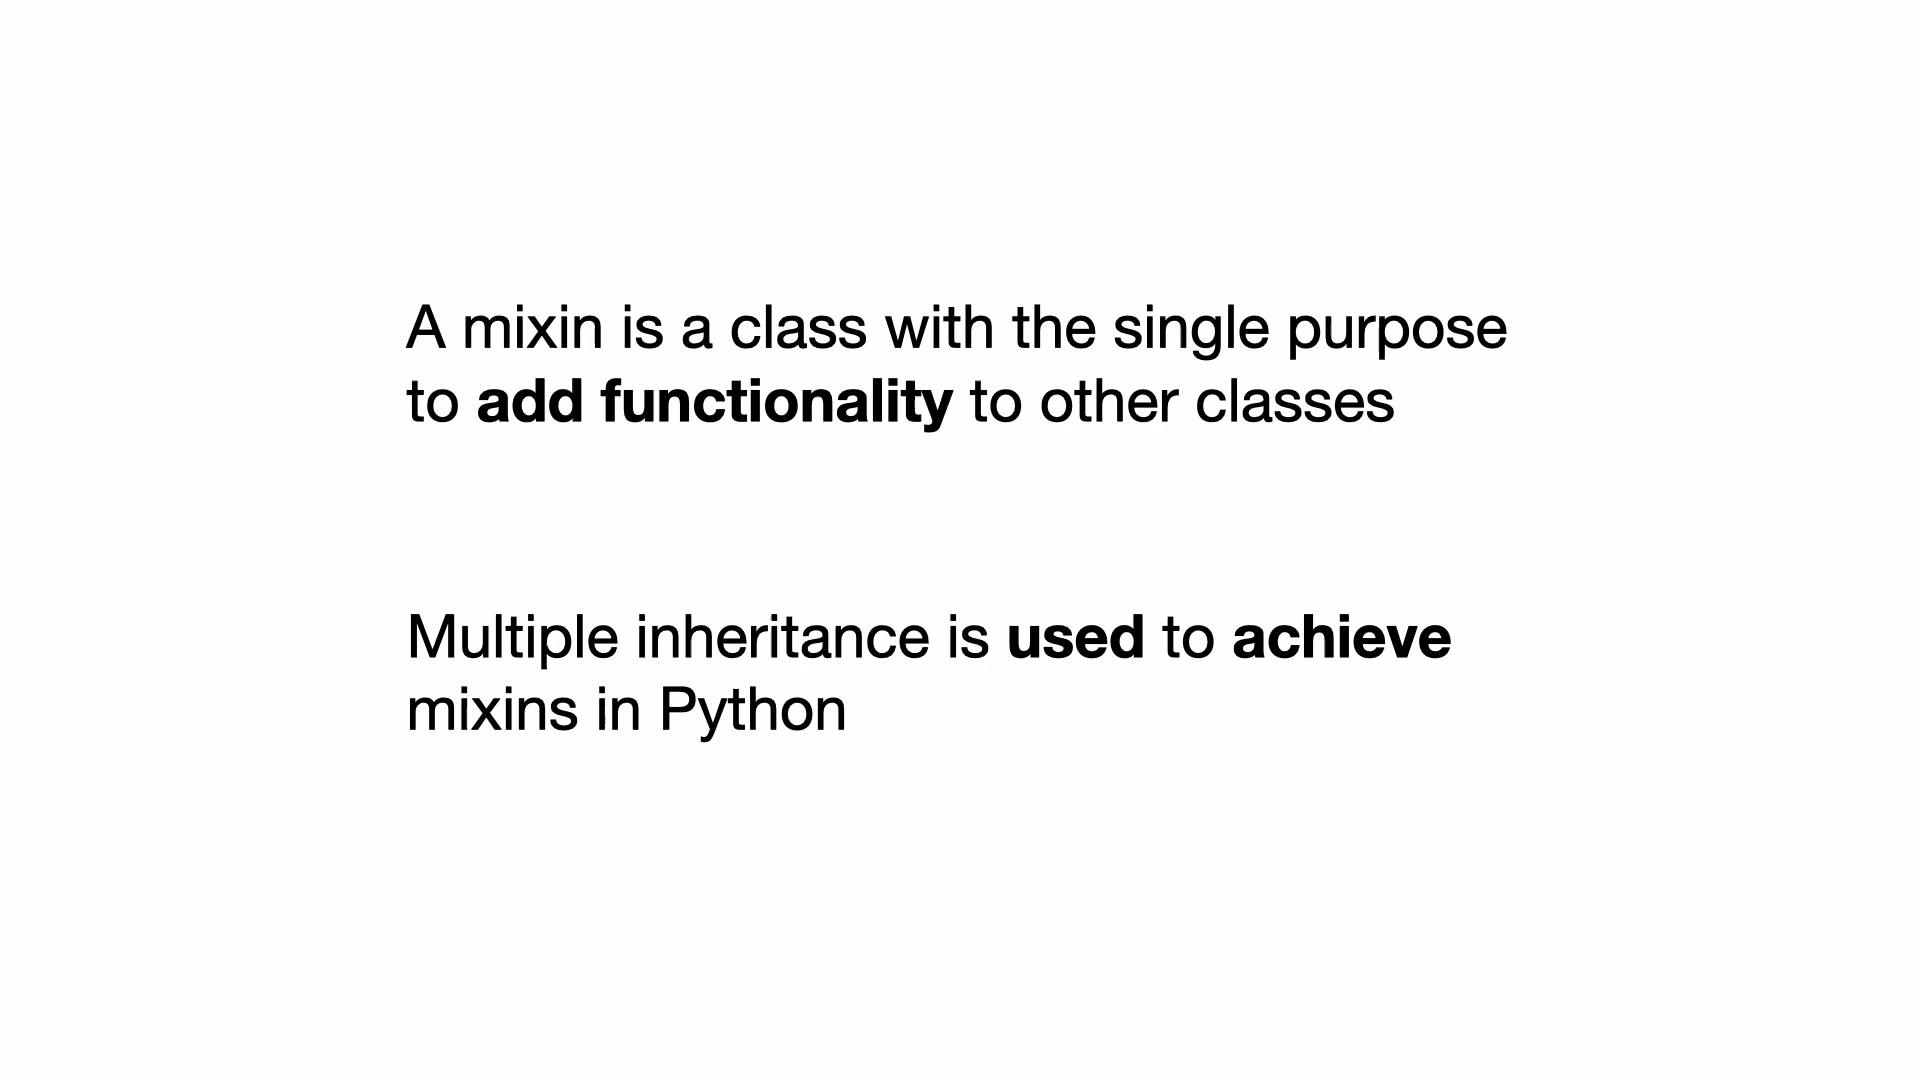 A mixin is a class with the single purpose
to add functionality to other classes
Multiple inheritance is used to achieve
mixins in Python